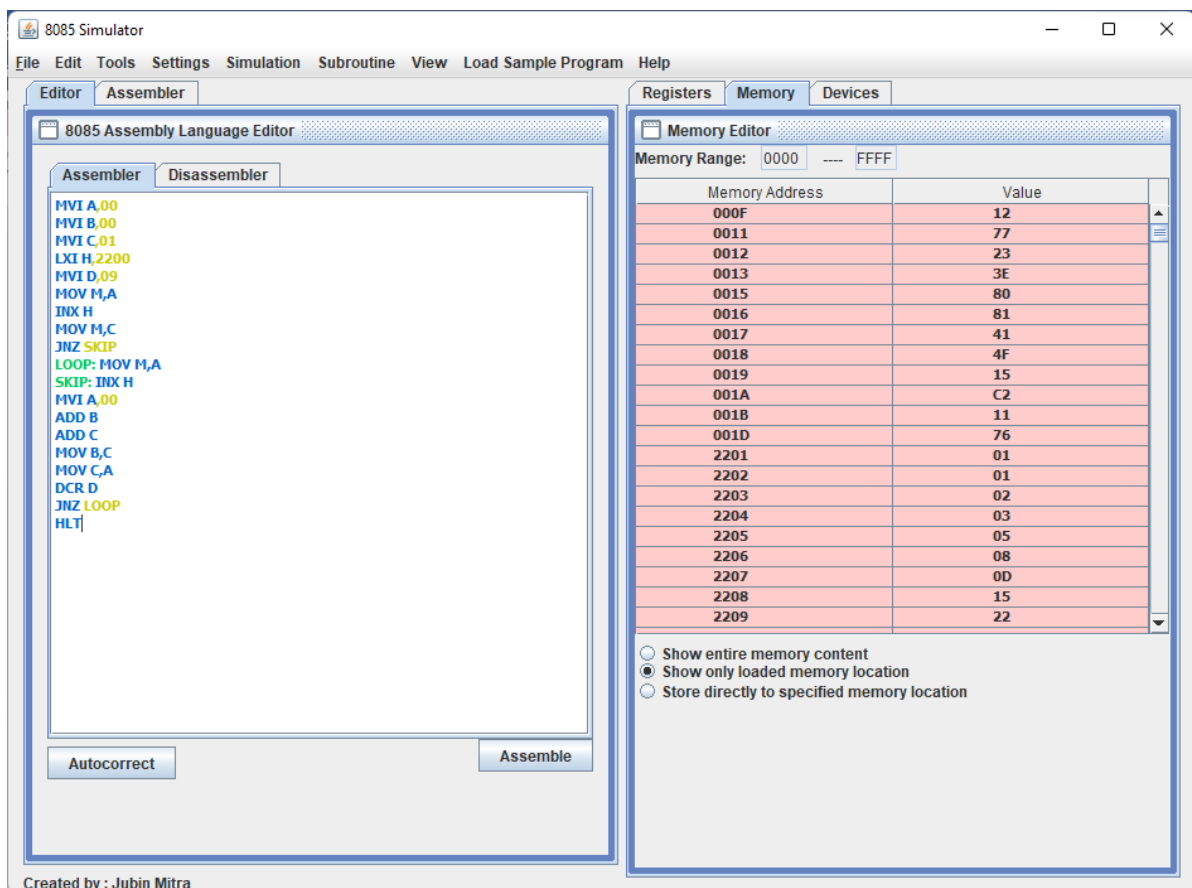 8085 Simulator
File Edit Tools Settings Simulation Subroutine View Load Sample Program Help
Editor Assembler
8085 Assembly Language Editor
Assembler Disassembler
MVI A,00
MVI B,00
MVI C,01
LXI H,2200
MVI D,09
MOV M,A
INX H
MOV M,C
JNZ SKIP
LOOP: MOV M,A
SKIP: INX H
MVI A,00
ADD B
ADD C
MOV B,C
MOV C,A
DCR D
JNZ LOOP
HLT
Autocorrect
Assemble
Created by : Jubin Mitra
Registers Memory Devices
Memory Editor
Memory Range: 0000 ---- FFFF
Memory Address Value
000F 12
0011 77
0012 23
0013 3E
0015 80
0016 81
0017 41
0018 4F
0019 15
001A C2
001B 11
001D 76
2201 01
2202 01
2203 02
2204 03
2205 05
2206 08
2207 0D
2208 15
2209 22
Show entire memory content
Show only loaded memory location
Store directly to specified memory location